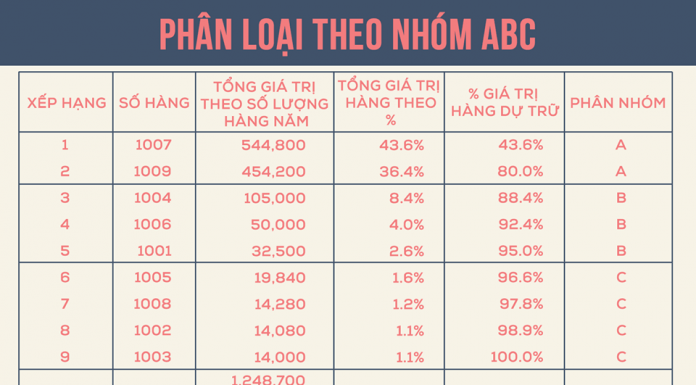 PHÂN LOẠI THEO NHÓM ABC
XẾP HẠNG SỐ HÀNG TỔNG GIÁ TRỊ THEO SỐ LƯỢNG HÀNG NĂM TỔNG GIÁ TRỊ HÀNG THEO % % GIÁ TRỊ HÀNG DỰ TRỮ PHÂN NHÓM
1 1007 544,800 43.6% 43.6% A
2 1009 454,200 36.4% 80.0% A
3 1004 105,000 8.4% 88.4% B
4 1006 50,000 4.0% 92.4% B
5 1001 32,500 2.6% 95.0% B
6 1005 19,840 1.6% 96.6% C
7 1008 14,280 1.2% 97.8% C
8 1002 14,080 1.1% 98.9% C
9 1003 14,000 1.1% 100.0% C
1,248,700